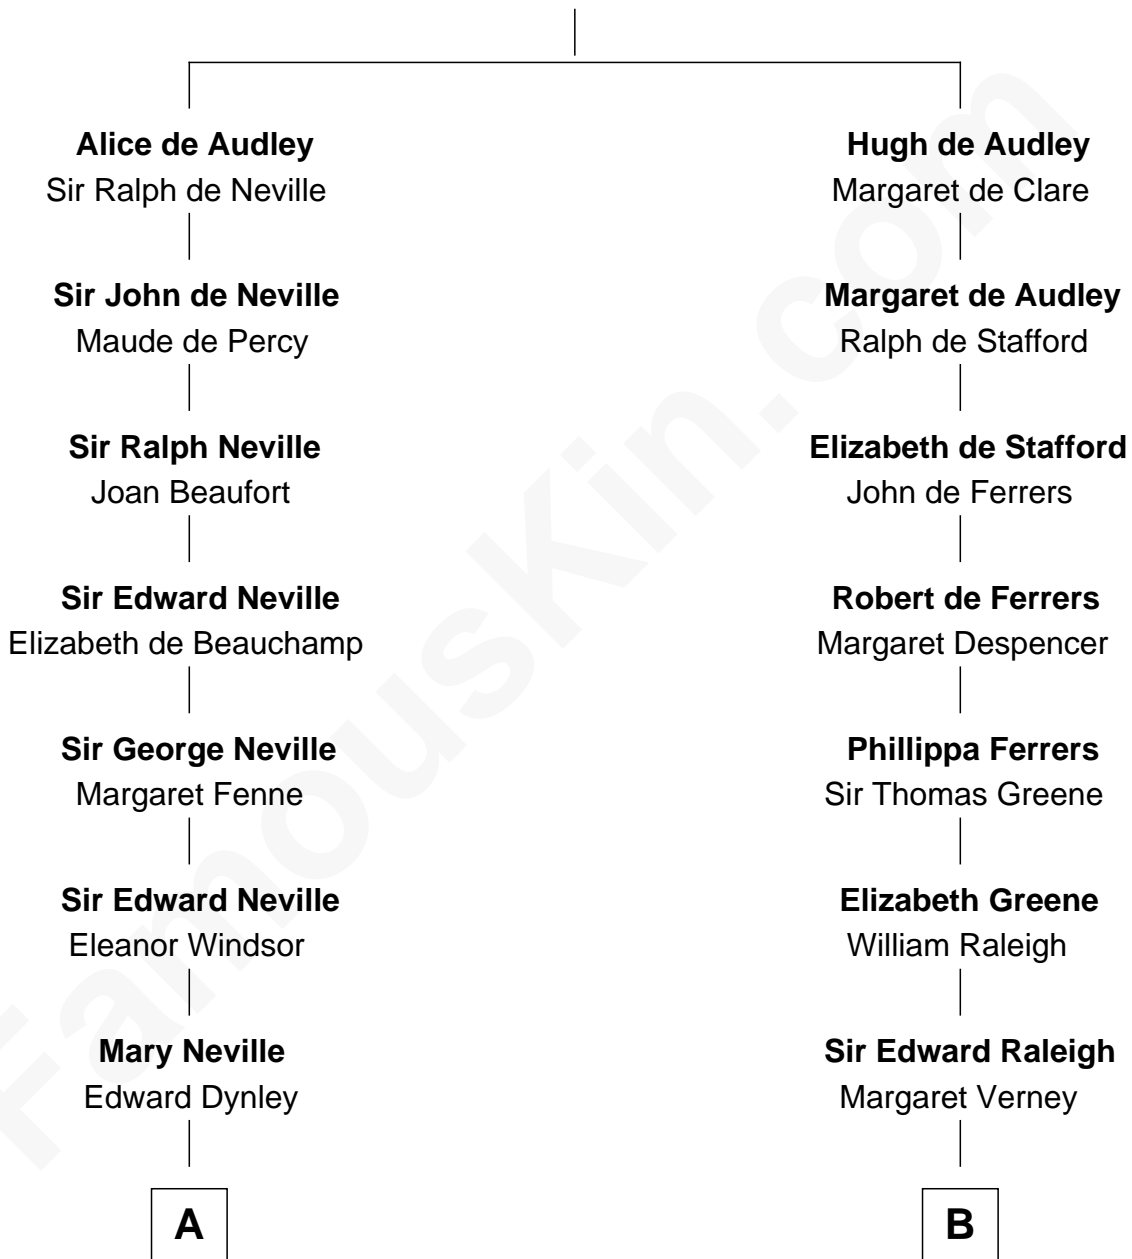 Alice de Audley
Sir Ralph de Neville
Sir John de Neville
Maude de Percy
Sir Ralph Neville
Joan Beaufort
Sir Edward Neville
Elizabeth de Beauchamp
Sir George Neville
Margaret Fenne
Sir Edward Neville
Eleanor Windsor
Mary Neville
Edward Dynley
A
Hugh de Audley
Margaret de Clare
Margaret de Audley
Ralph de Stafford
Elizabeth de Stafford
John de Ferrers
Robert de Ferrers
Margaret Despencer
Phillippa Ferrers
Sir Thomas Greene
Elizabeth Greene
William Raleigh
Sir Edward Raleigh
Margaret Verney
B
FamousKin.com